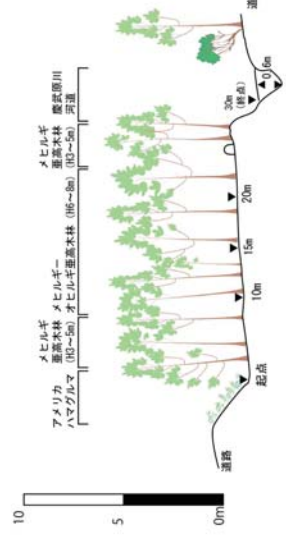 アメリカ
ハマグルマ
メヒルギ
亜高木林
(H3~5m)
メヒルギー
オヒルギ亜高木林 (H6~8m)
メヒルギ
亜高木林
(H3~5m)
慶武原川
河道
10
5
0m
道路
起点
10m
15m
20m
30m
(終点)
0.6m
道